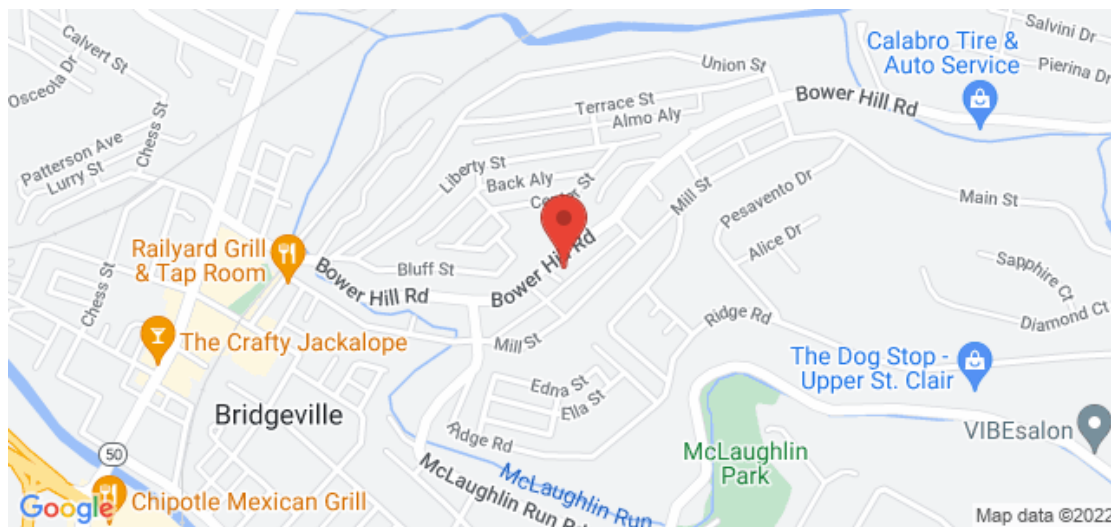 Calvert St
Osceola Dr
Patterson Ave
Lurry St
Chess St
Union St
Terrace St
Almo Aly
Bower Hill Rd
Calabro Tire &
Auto Service
Salvini Dr
Pierina Dr
Liberty St
Back Aly
Center St
Mill St
Pesavento Dr
Main St
Alice Dr
Railyard Grill
& Tap Room
Bluff St
Bower Hill Rd
Bower Hill Rd
Sapphire Ct
Diamond Ct
Chess St
The Crafty Jackalope
Mill St
Ridge Rd
The Dog Stop -
Upper St. Clair
Edna St
Ella St
Bridgeville
VIBEsalon
McLaughlin
Park
50
McLaughlin Run
McLaughlin Run
Chipotle Mexican Grill
Google
Map data ©2022